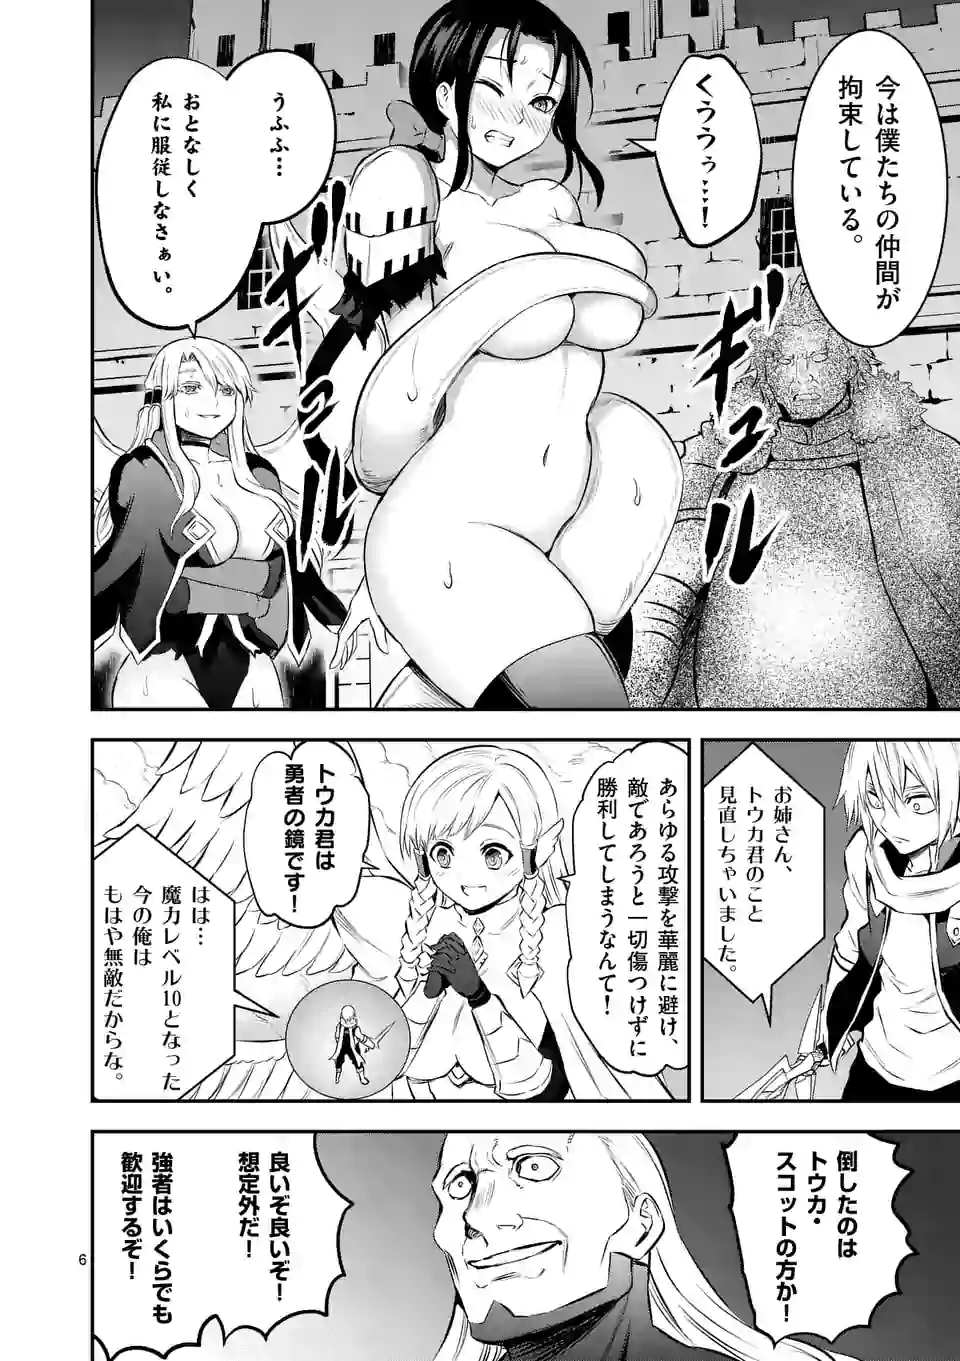 今は僕たちの仲間が
拘束している。
くううぅ…!
ギュルル
ギュルル
うふふ…
おとなしく
私に服従しなさぁい。
お姉さん、
トウカ君のこと
見直しちゃいました。
あらゆる攻撃を華麗に避け、
敵であろうと一切傷つけずに
勝利してしまうなんて!
トウカ君は
勇者の鏡です!
はは…
魔力レベル10となった
今の俺は
もはや無敵だからな。
倒したのは
トウカ・
スコットの方か!
良いぞ良いぞ!
想定外だ!
強者はいくらでも
歓迎するぞ!
6